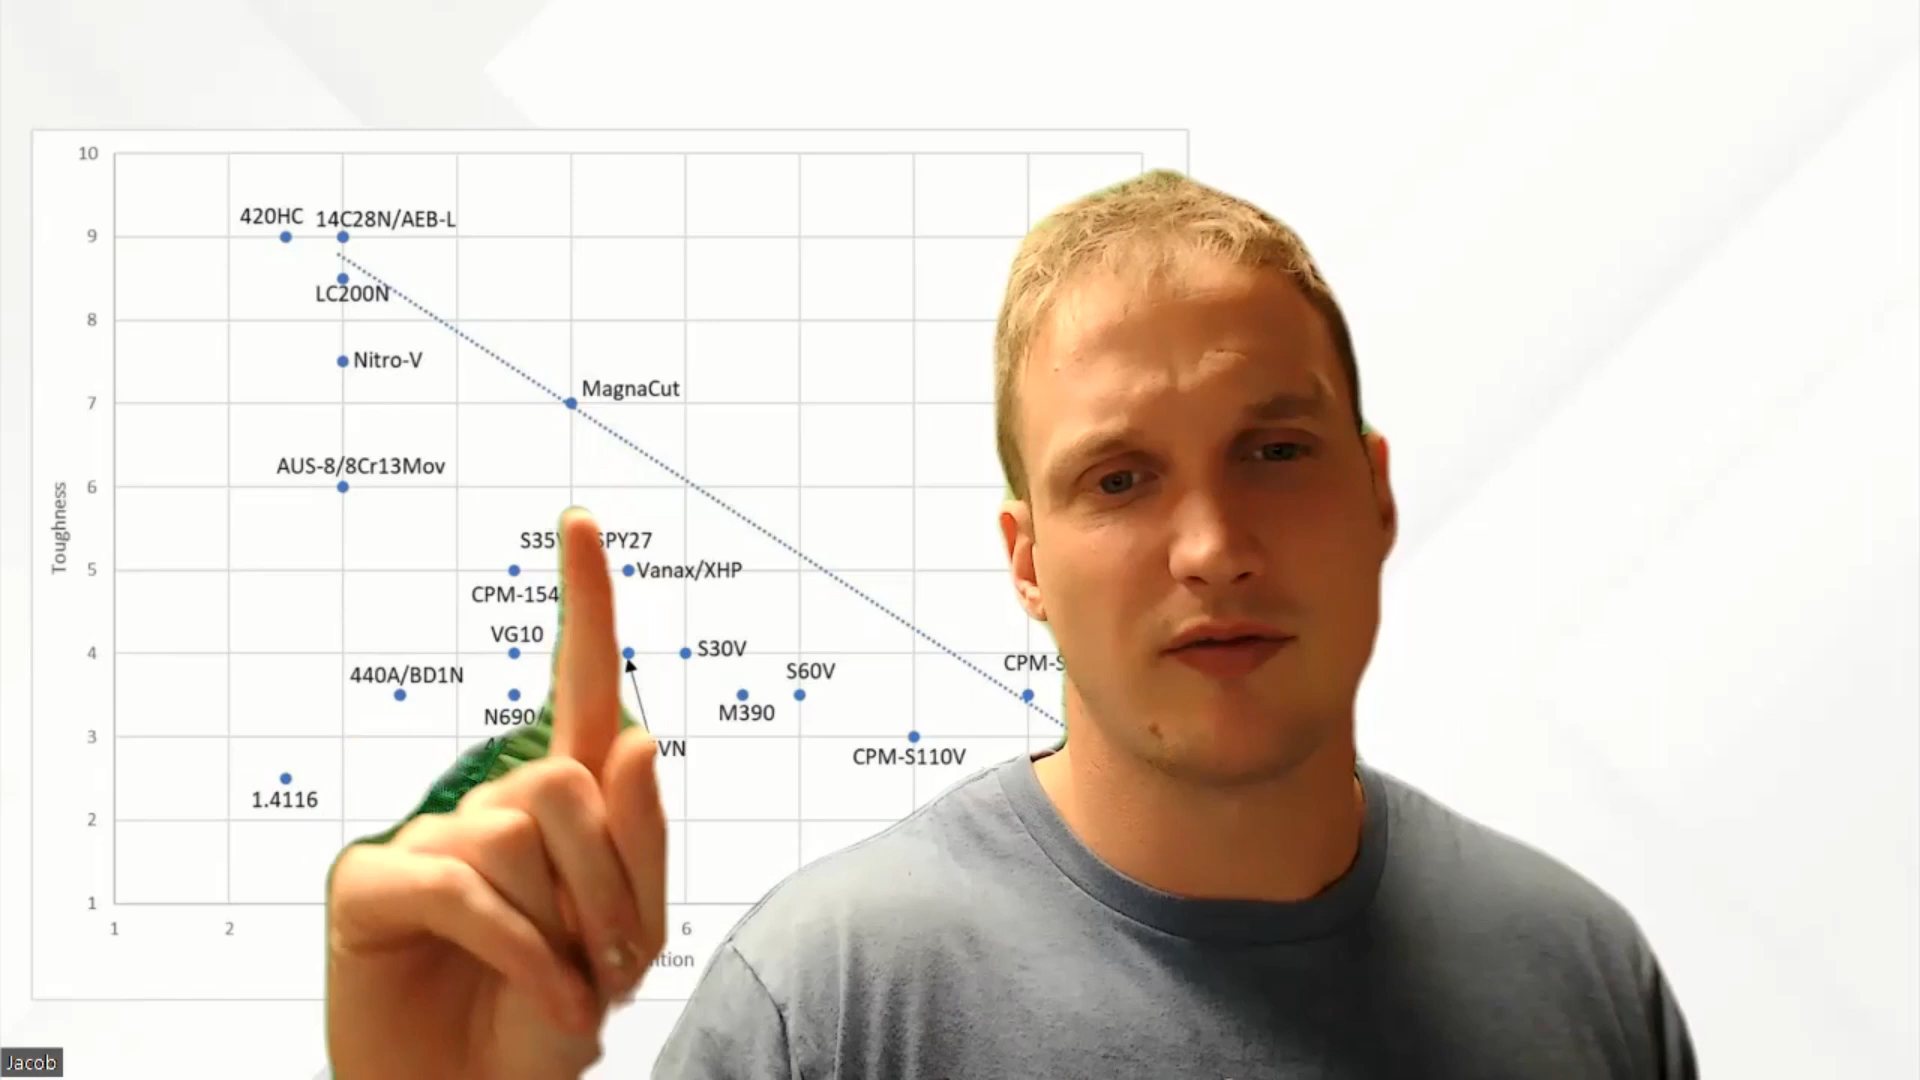 10
420HC 14C28N/AEB-L
9
LC200N
8
Nitro-V
MagnaCut
7
AUS-8/8Cr13Mov
6
Toughness
SPY27
5
Vanax/XHP
CPM-154
VG10
4
S30V
440A/BD1N
S60V
N690/
M390
3
CPM-S110V
1.4116
2
1
1 2 6
Jacob